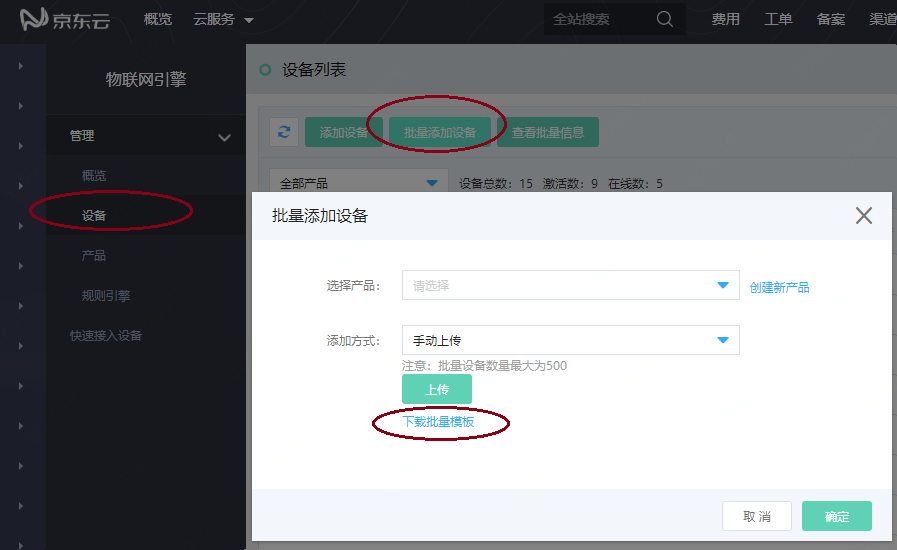 京东云 概览 云服务 全站搜索 费用 工单 备案 渠道
物联网引擎
设备列表
管理
添加设备 批量添加设备 查看批量信息
概览
全部产品 设备总数：15 激活数：9 在线数：5
设备
批量添加设备
产品
规则引擎
选择产品： 请选择 创建新产品
快速接入设备
添加方式： 手动上传
注意：批量设备数量最大为500
上传
下载批量模板
取消 确定